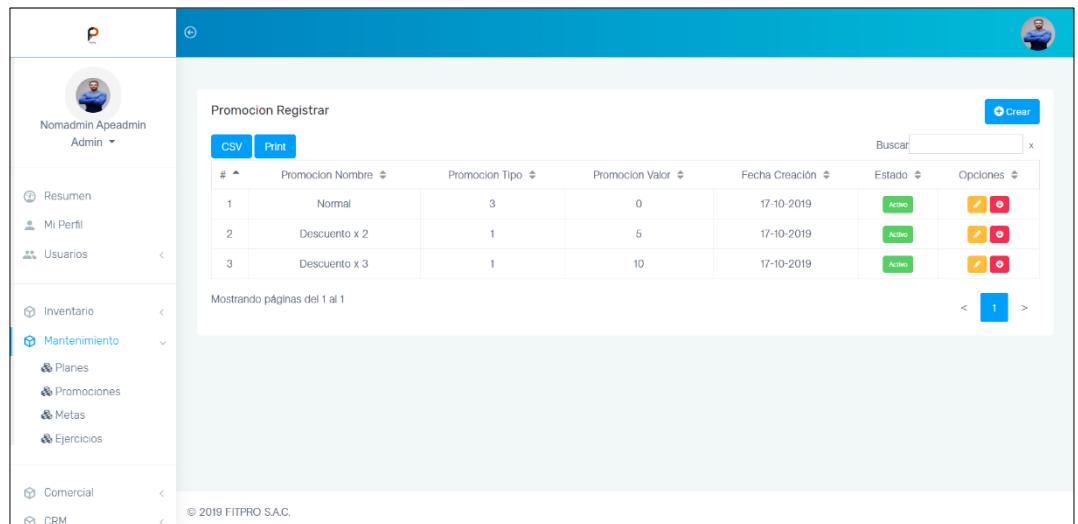 Nomadmin Apeadmin
Admin
Resumen
Mi Perfil
Usuarios
Inventario
Mantenimiento
Planes
Promociones
Metas
Ejercicios
Comercial
CRM
Promocion Registrar
Crear
CSV Print
Buscar x
# Promocion Nombre Promocion Tipo Promocion Valor Fecha Creación Estado Opciones
1 Normal 3 0 17-10-2019 Activo
2 Descuento x 2 1 5 17-10-2019 Activo
3 Descuento x 3 1 10 17-10-2019 Activo
Mostrando páginas del 1 al 1
< 1 >
© 2019 FITPRO S.A.C.